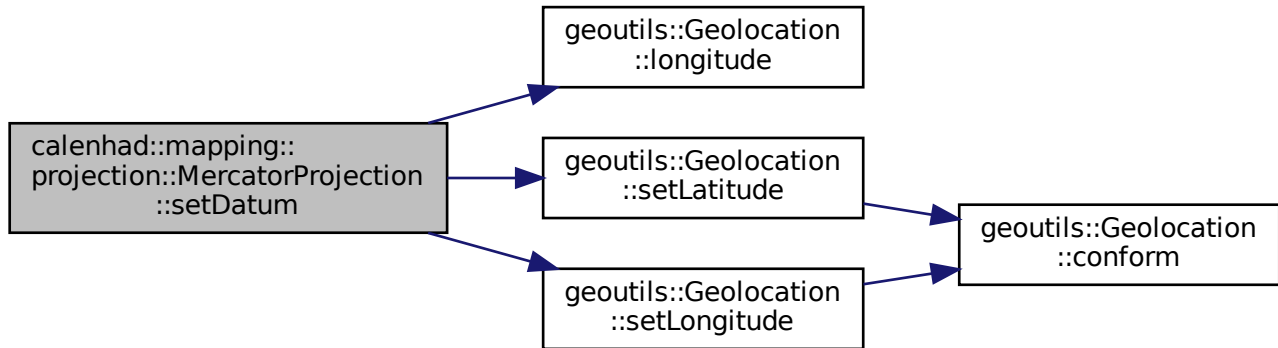 calenhad::mapping::
projection::MercatorProjection
::setDatum
geoutils::Geolocation
::longitude
geoutils::Geolocation
::setLatitude
geoutils::Geolocation
::setLongitude
geoutils::Geolocation
::conform